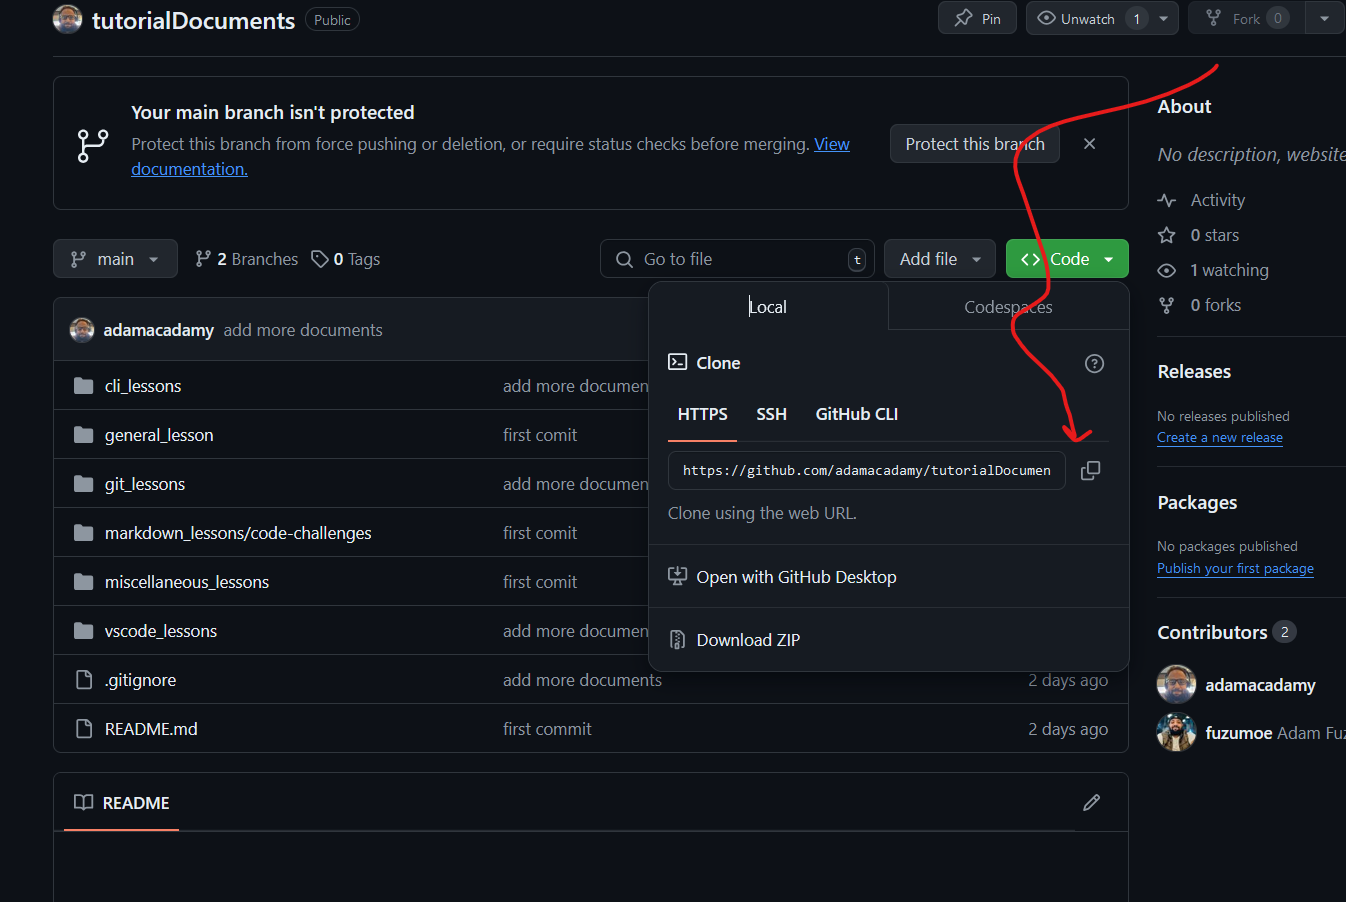 tutorialDocuments Public Pin Unwatch 1 Fork 0
Your main branch isn't protected
Protect this branch from force pushing or deletion, or require status checks before merging. View
documentation.
Protect this branch
main 2 Branches 0 Tags Go to file t Add file Code
adamacadamy add more documents
cli_lessons add more documen
general_lesson first comit
git_lessons add more documen
markdown_lessons/code-challenges first comit
miscellaneous_lessons first comit
vscode_lessons add more documen
.gitignore add more documents 2 days ago
README.md first commit 2 days ago
Local Codespaces
Clone
HTTPS SSH GitHub CLI
https://github.com/adamacadamy/tutorialDocumen
Clone using the web URL.
Open with GitHub Desktop
Download ZIP
README
About
No description, website
Activity
0 stars
1 watching
0 forks
Releases
No releases published
Create a new release
Packages
No packages published
Publish your first package
Contributors 2
adamacadamy
fuzumoe Adam Fuz